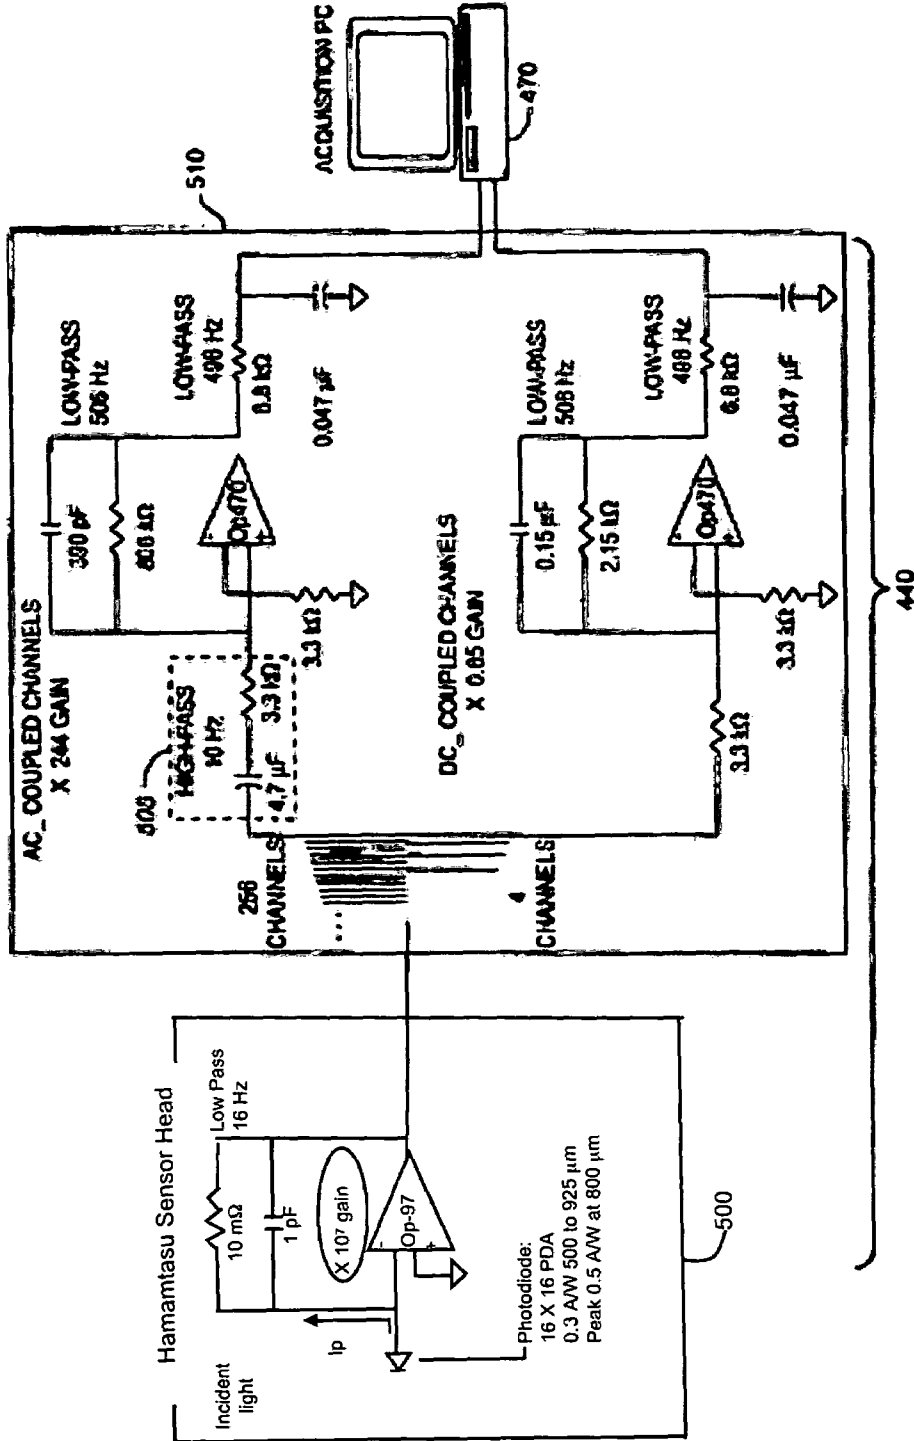 Hamamtasu Sensor Head
Incident
light
Ip
10 mΩ
1 pF
Low Pass
16 Hz
X 10⁷ gain
-
Op-97
+
Photodiode:
16 X 16 PDA
0.3 A/W 500 to 925 µm
Peak 0.5 A/W at 800 µm
500
AC_ COUPLED CHANNELS
X 244 GAIN
HIGH-PASS
10 Hz
4.7 µF
3.3 kΩ
390 pF
806 kΩ
LOW-PASS
506 Hz
-
Op470
+
3.3 kΩ
LOW-PASS
498 Hz
6.8 kΩ
0.047 µF
510
256
CHANNELS
...
4
CHANNELS
DC_ COUPLED CHANNELS
X 0.65 GAIN
3.3 kΩ
0.15 µF
2.15 kΩ
LOW-PASS
508 Hz
-
Op470
+
3.3 kΩ
LOW-PASS
498 Hz
6.8 kΩ
0.047 µF
ACQUISITION PC
470
440